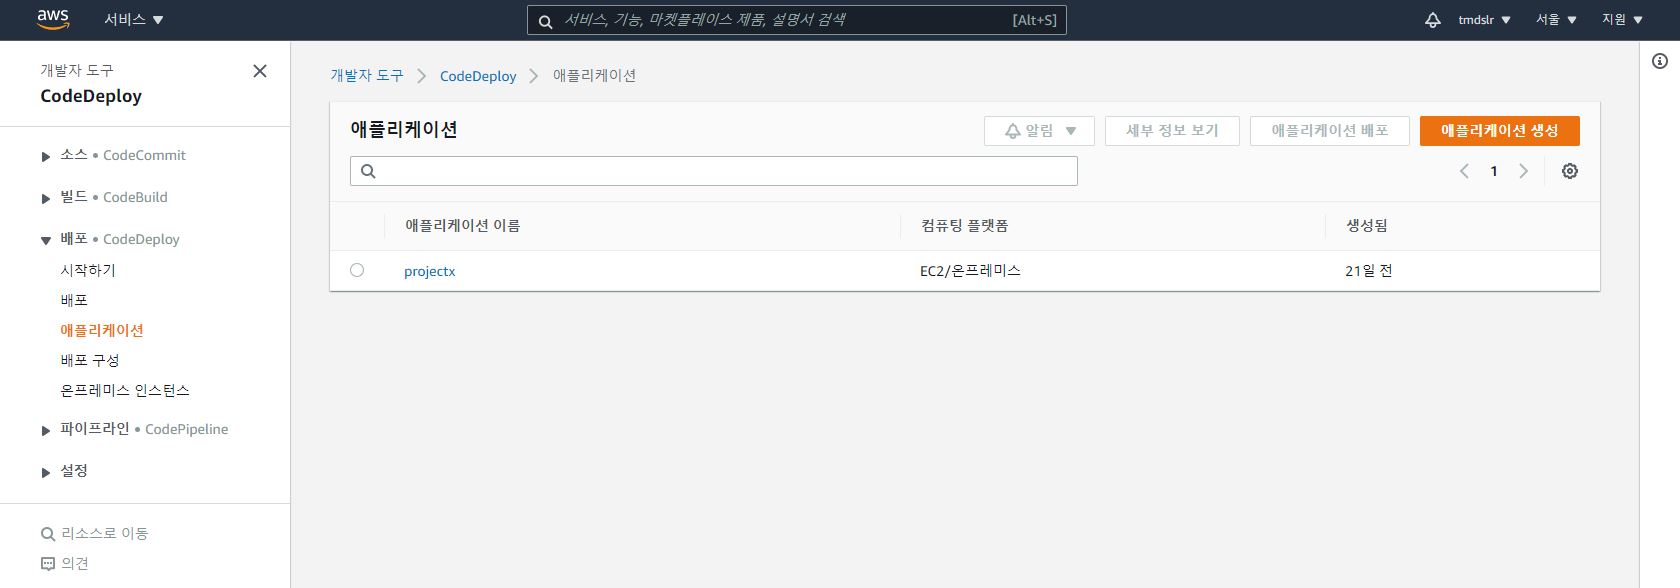 aws 서비스 서비스, 기능, 마켓플레이스 제품, 설명서 검색 [Alt+S] tmdslr 서울 지원
개발자 도구
CodeDeploy
소스 • CodeCommit
빌드 • CodeBuild
배포 • CodeDeploy
시작하기
배포
애플리케이션
배포 구성
온프레미스 인스턴스
파이프라인 • CodePipeline
설정
리소스로 이동
의견
개발자 도구 > CodeDeploy > 애플리케이션
애플리케이션
알림 세부 정보 보기 애플리케이션 배포 애플리케이션 생성
1
애플리케이션 이름 컴퓨팅 플랫폼 생성됨
projectx EC2/온프레미스 21일 전